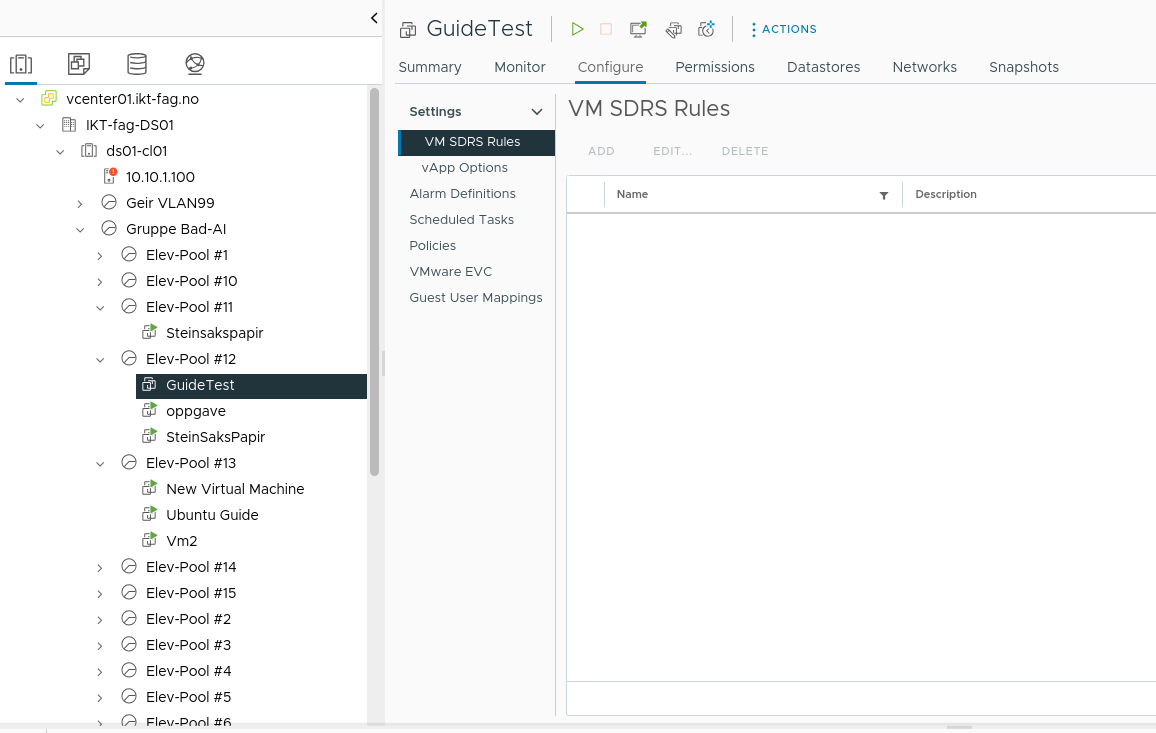 GuideTest
ACTIONS
Summary Monitor Configure Permissions Datastores Networks Snapshots
vcenter01.ikt-fag.no
IKT-fag-DS01
ds01-cl01
10.10.1.100
Geir VLAN99
Gruppe Bad-AI
Elev-Pool #1
Elev-Pool #10
Elev-Pool #11
Steinsakspapir
Elev-Pool #12
GuideTest
oppgave
SteinSaksPapir
Elev-Pool #13
New Virtual Machine
Ubuntu Guide
Vm2
Elev-Pool #14
Elev-Pool #15
Elev-Pool #2
Elev-Pool #3
Elev-Pool #4
Elev-Pool #5
Elev-Pool #6
Settings
VM SDRS Rules
vApp Options
Alarm Definitions
Scheduled Tasks
Policies
VMware EVC
Guest User Mappings
VM SDRS Rules
ADD EDIT... DELETE
Name Description